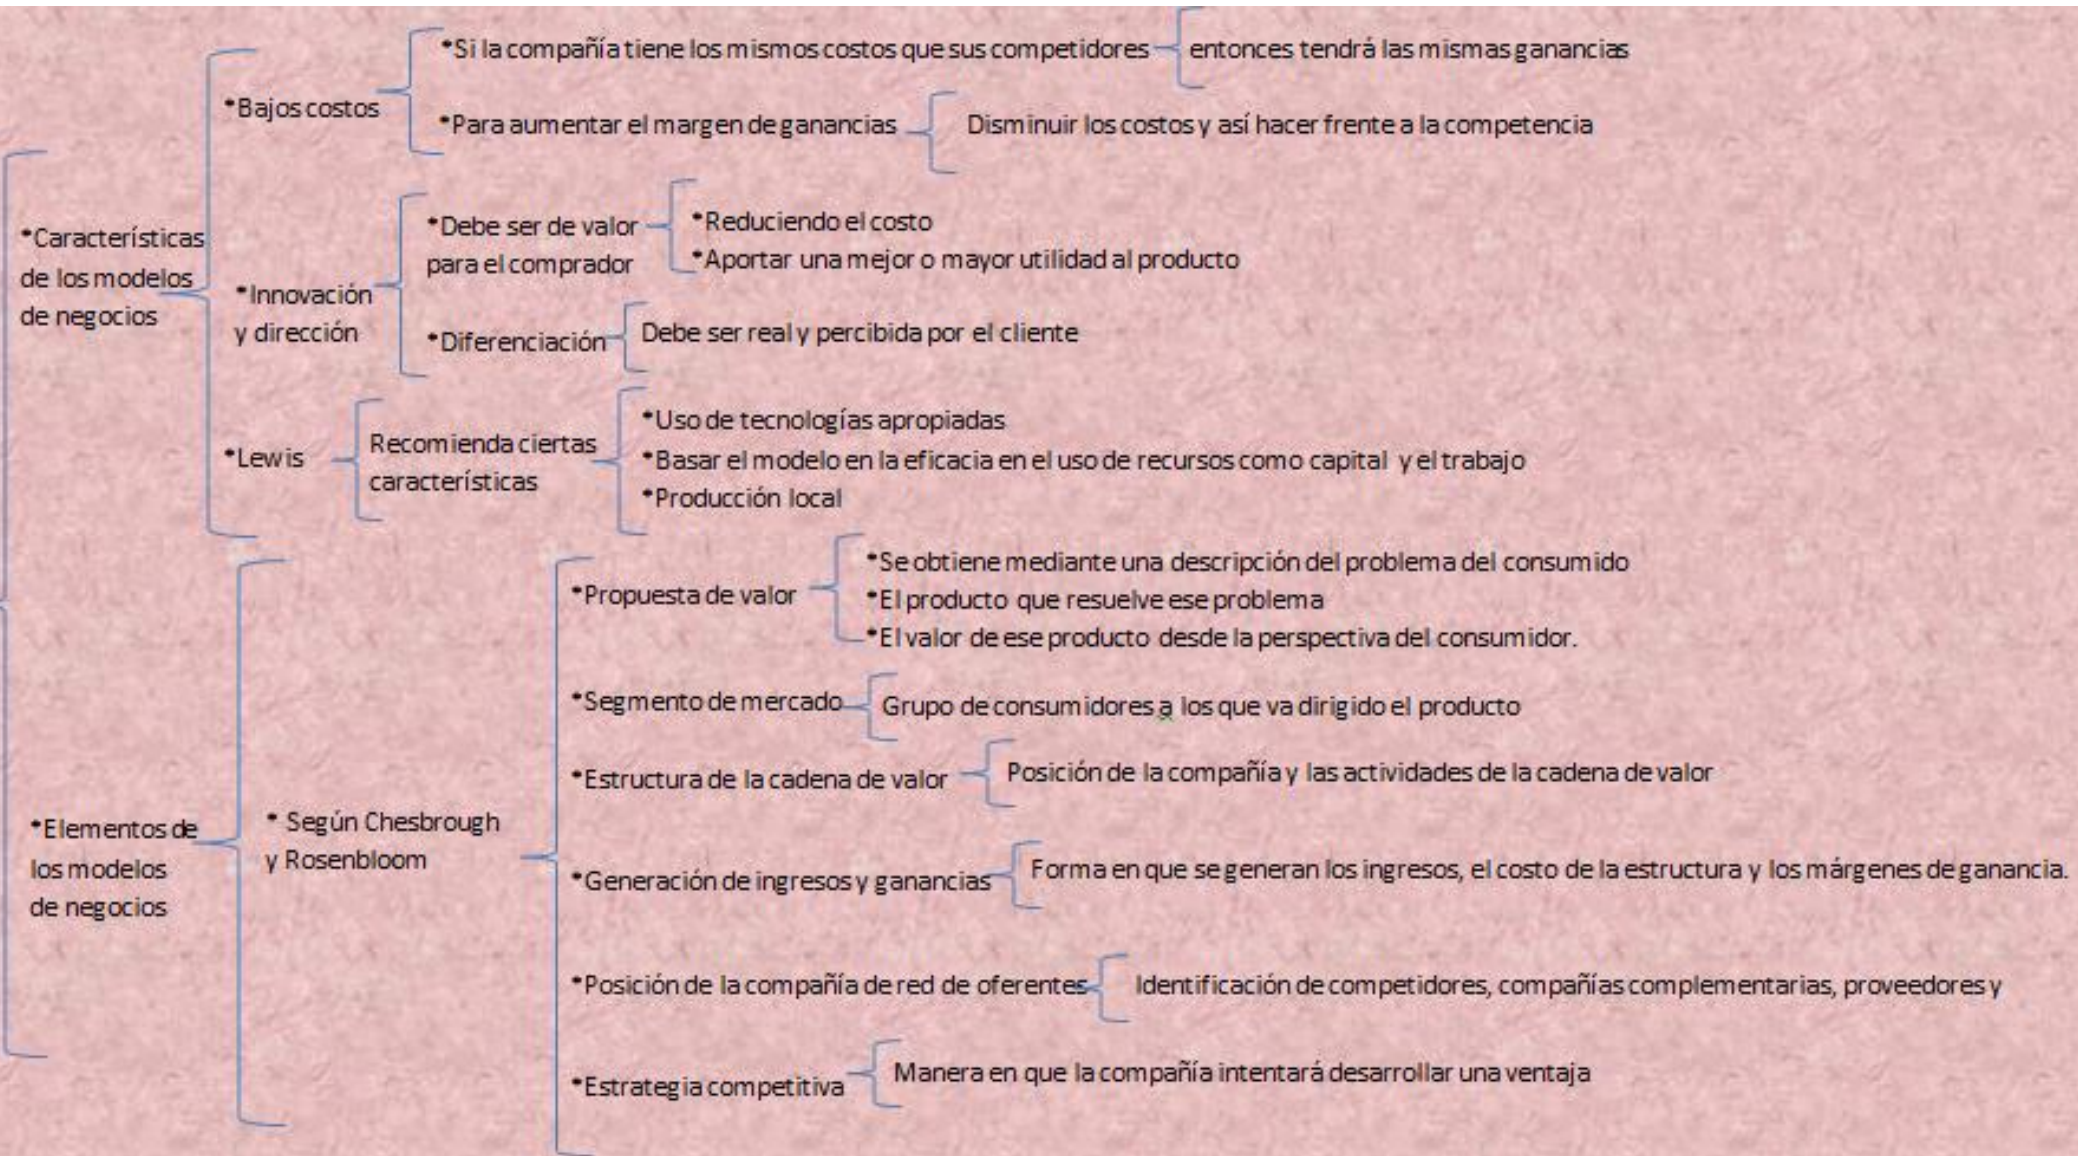 *Si la compañía tiene los mismos costos que sus competidores
entonces tendrá las mismas ganancias
*Bajos costos
*Para aumentar el margen de ganancias
Disminuir los costos y así hacer frente a la competencia
*Características
de los modelos
de negocios
*Debe ser de valor
para el comprador
*Reduciendo el costo
*Aportar una mejor o mayor utilidad al producto
*Innovación
y dirección
*Diferenciación
Debe ser real y percibida por el cliente
*Lewis
Recomienda ciertas
características
*Uso de tecnologías apropiadas
*Basar el modelo en la eficacia en el uso de recursos como capital y el trabajo
*Producción local
*Propuesta de valor
*Se obtiene mediante una descripción del problema del consumido
*El producto que resuelve ese problema
*El valor de ese producto desde la perspectiva del consumidor.
*Segmento de mercado
Grupo de consumidores a los que va dirigido el producto
*Estructura de la cadena de valor
Posición de la compañía y las actividades de la cadena de valor
*Elementos de
los modelos
de negocios
* Según Chesbrough
y Rosenbloom
*Generación de ingresos y ganancias
Forma en que se generan los ingresos, el costo de la estructura y los márgenes de ganancia.
*Posición de la compañía de red de oferentes
Identificación de competidores, compañías complementarias, proveedores y
*Estrategia competitiva
Manera en que la compañía intentará desarrollar una ventaja